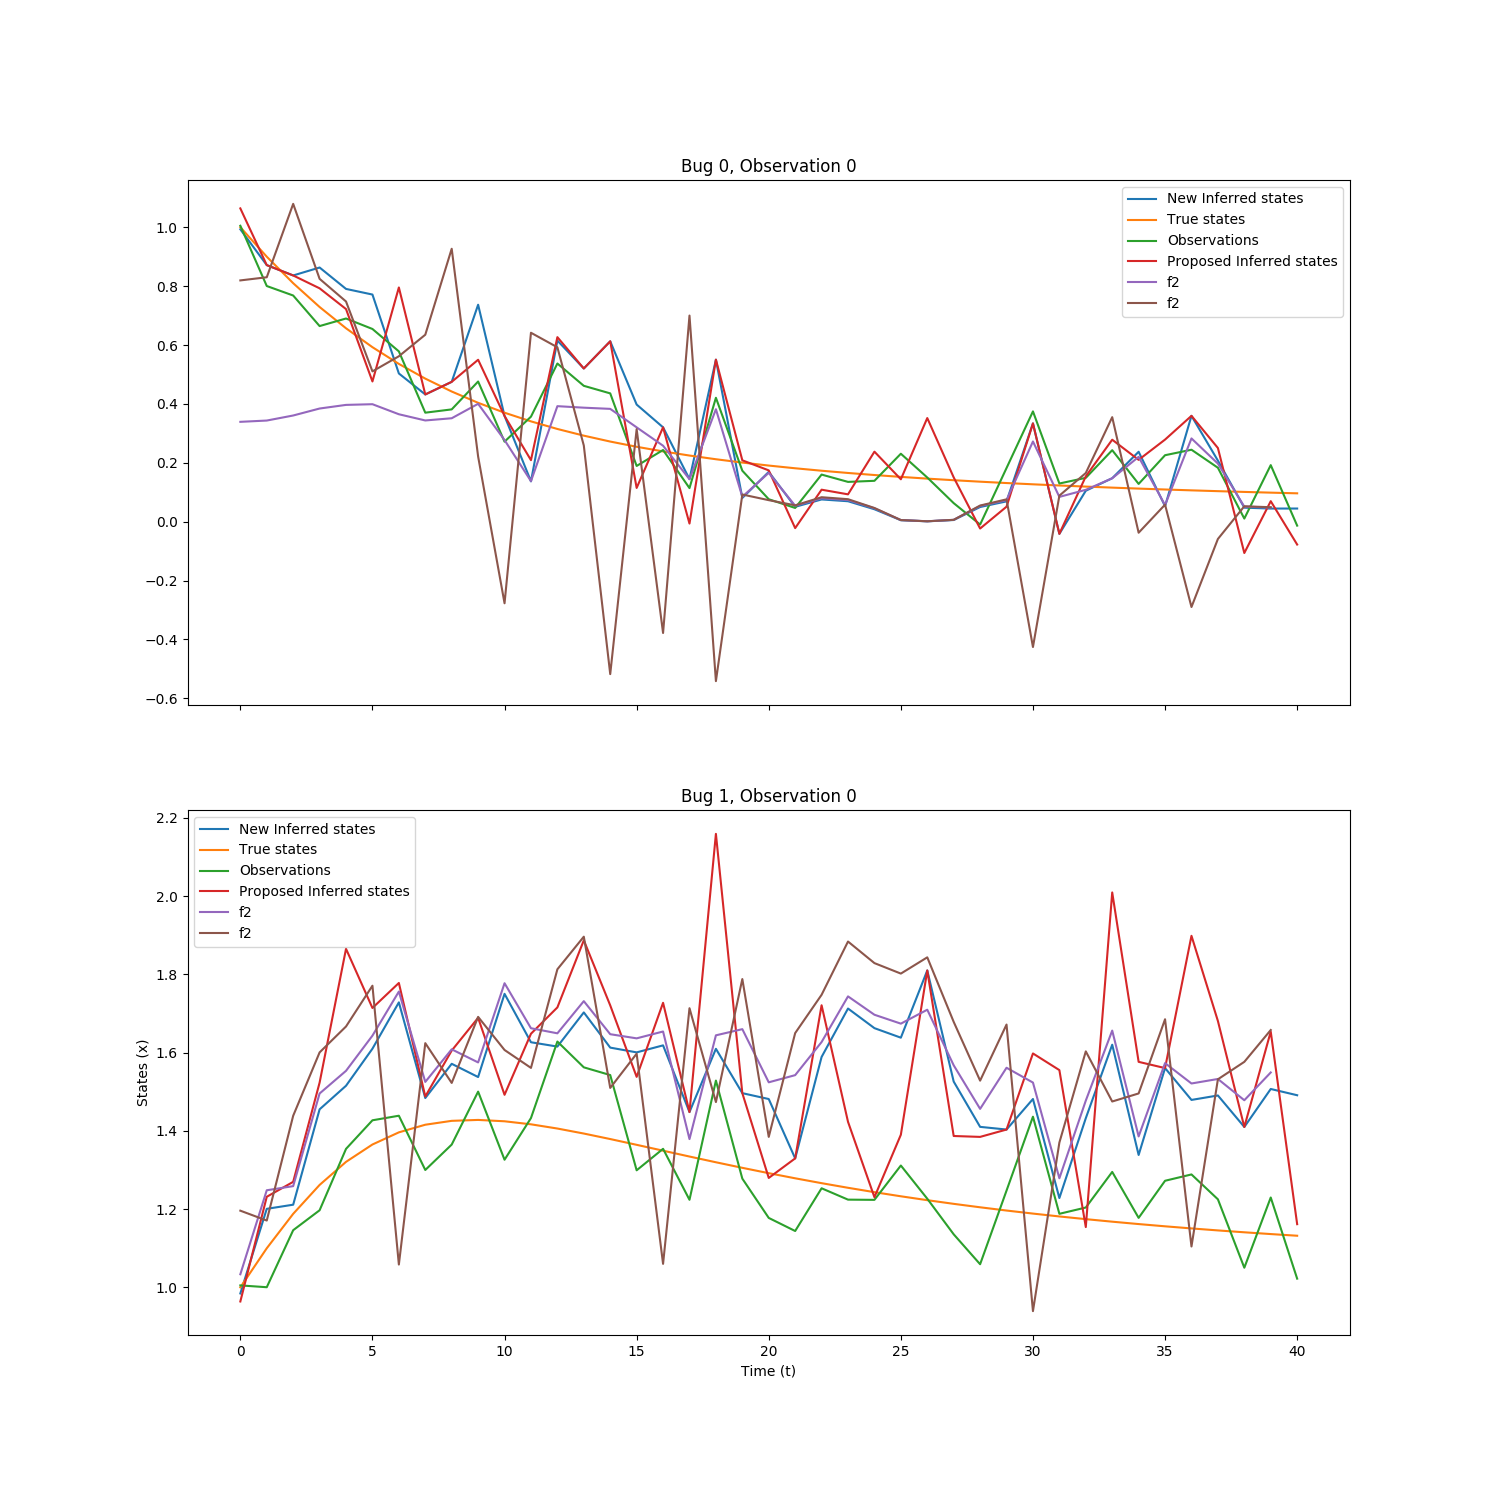 Bug 0, Observation 0
New Inferred states
True states
Observations
Proposed Inferred states
f2
f2
1.0
0.8
0.6
0.4
0.2
0.0
−0.2
−0.4
−0.6
Bug 1, Observation 0
New Inferred states
True states
Observations
Proposed Inferred states
f2
f2
2.2
2.0
1.8
1.6
1.4
1.2
1.0
States (x)
0 5 10 15 20 25 30 35 40
Time (t)